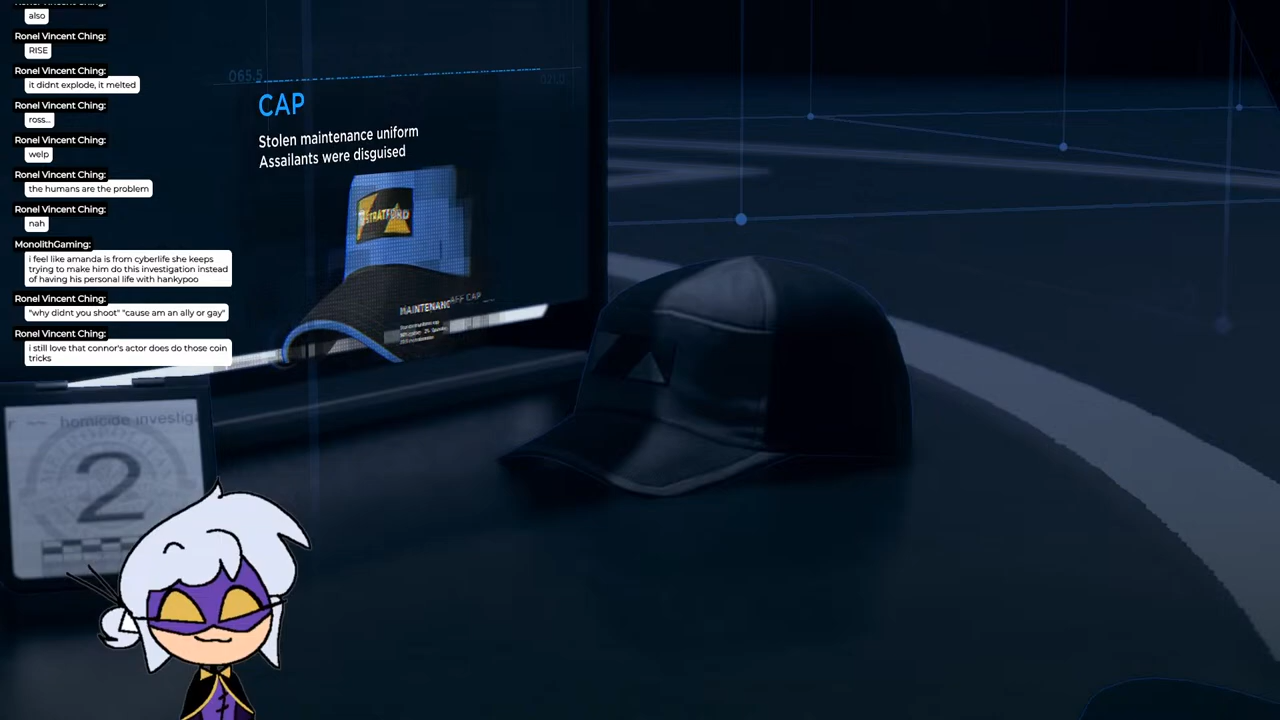 also
Ronel Vincent Ching:
RISE
Ronel Vincent Ching:
it didnt explode, it melted
Ronel Vincent Ching:
ross...
Ronel Vincent Ching:
welp
Ronel Vincent Ching:
the humans are the problem
Ronel Vincent Ching:
nah
MonolithGaming:
i feel like amanda is from cyberlife she keeps
trying to make him do this investigation instead
of having his personal life with hankypoo
Ronel Vincent Ching:
"why didnt you shoot" "cause am an ally or gay"
Ronel Vincent Ching:
i still love that connor's actor does do those coin
tricks
065.5
CAP
Stolen maintenance uniform
Assailants were disguised
STRATFORD
MAINTENANC
CAP
homicide investig
2